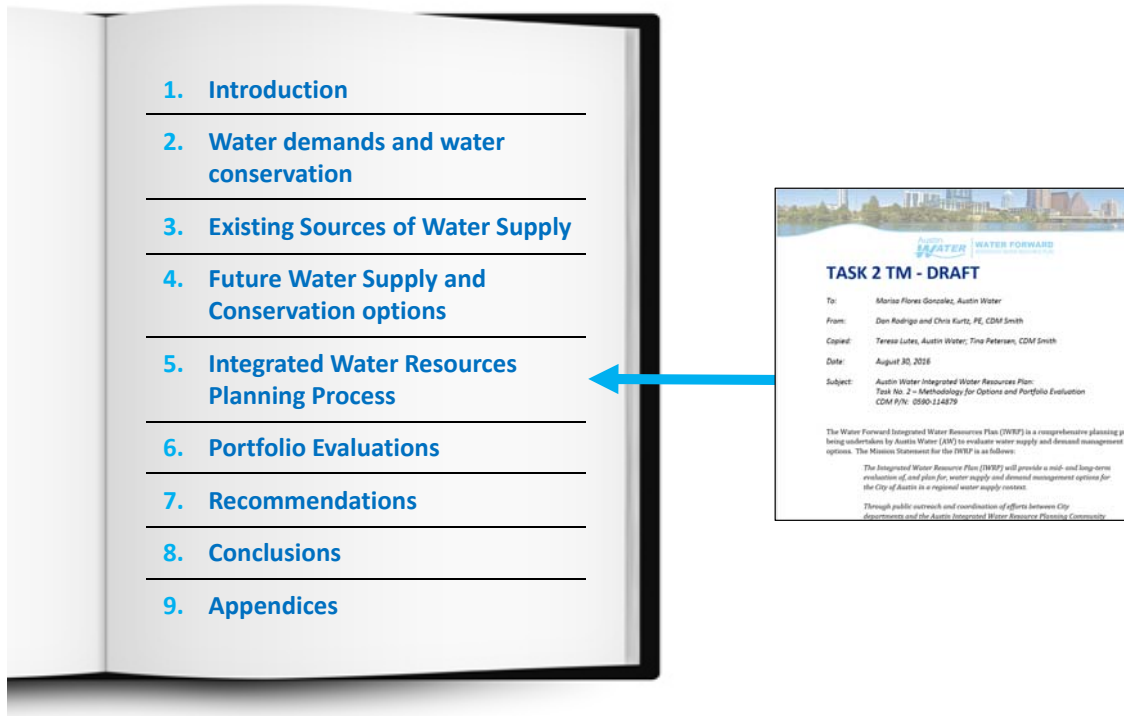 1. Introduction
2. Water demands and water
conservation
3. Existing Sources of Water Supply
4. Future Water Supply and
Conservation options
5. Integrated Water Resources
Planning Process
6. Portfolio Evaluations
7. Recommendations
8. Conclusions
9. Appendices
Austin
WATER WATER FORWARD
TASK 2 TM - DRAFT
To: Marisa Flores Gonzalez, Austin Water
From: Dan Rodrigo and Chris Kurtz, PE, CDM Smith
Copied: Teresa Lutes, Austin Water; Tina Petersen, CDM Smith
Date: August 30, 2016
Subject: Austin Water Integrated Water Resources Plan:
Task No. 2 – Methodology for Options and Portfolio Evaluation
CDM P/N: 0590-114879
The Water Forward Integrated Water Resources Plan (IWRP) is a comprehensive planning p
being undertaken by Austin Water (AW) to evaluate water supply and demand management
options. The Mission Statement for the IWRP is as follows:
The Integrated Water Resource Plan (IWRP) will provide a mid- and long-term
evaluation of, and plan for, water supply and demand management options for
the City of Austin in a regional water supply context.
Through public outreach and coordination of efforts between City
departments and the Austin Integrated Water Resource Planning Community